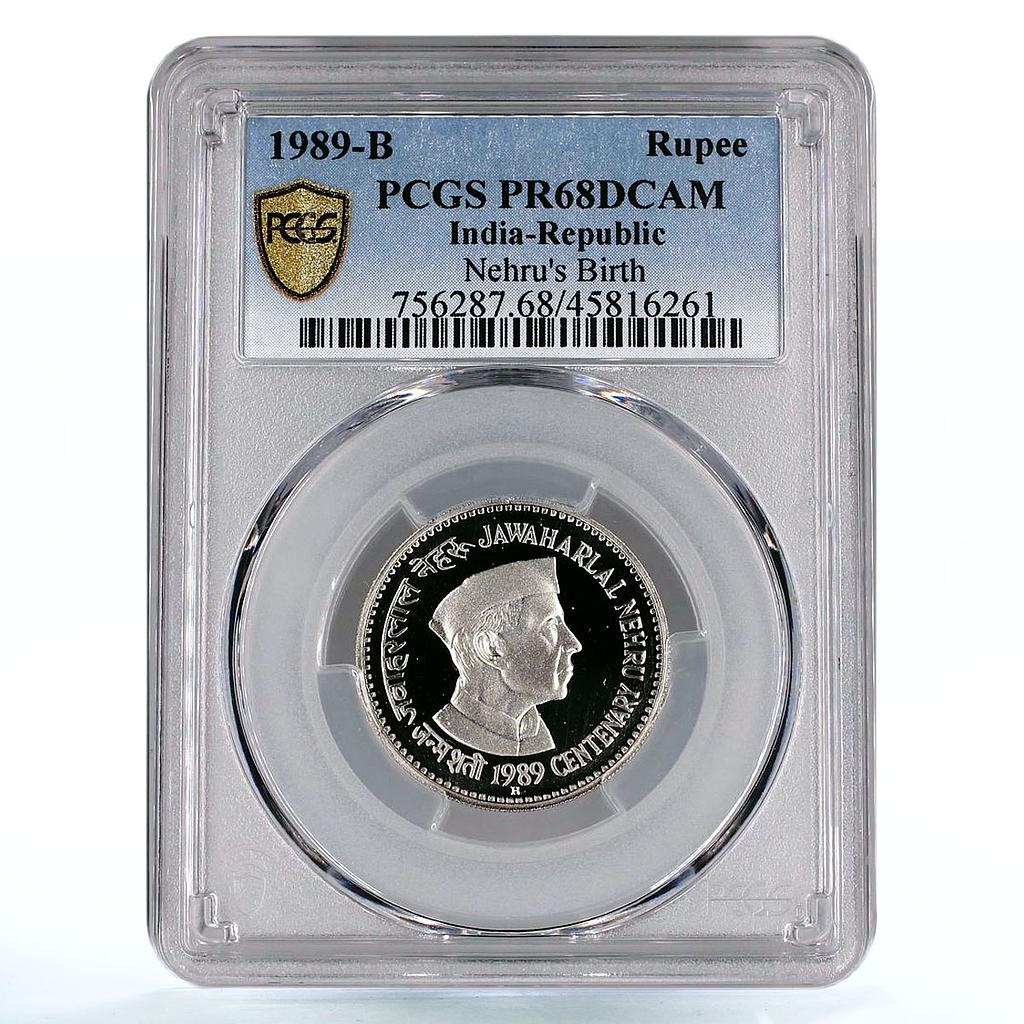 1989-B Rupee
PCGS PR68DCAM
PCGS
India-Republic
Nehru's Birth
756287.68/45816261
जवाहरलाल नेहरू JAWAHARLAL NEHRU
जन्मशती 1989 CENTENARY
PCGS